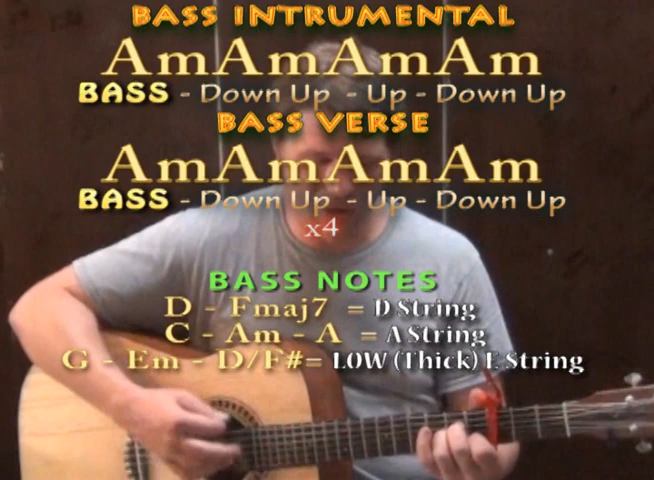 BASS INTRUMENTAL
AmAmAmAm
BASS - Down Up - Up - Down Up
BASS VERSE
AmAmAmAm
BASS - Down Up - Up - Down Up
x4
BASS NOTES
D - Fmaj7 = D String
C - Am - A = A String
G - Em - D/F#= LOW (Thick) E String